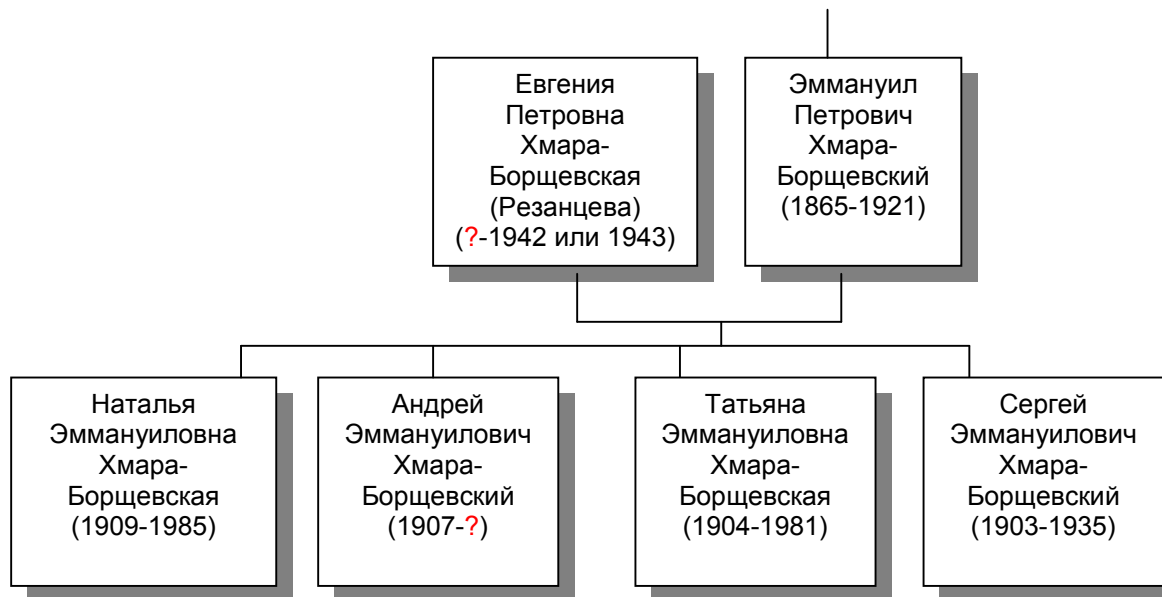 Евгения
Петровна
Хмара-
Борщевская
(Резанцева)
(?-1942 или 1943)
Эммануил
Петрович
Хмара-
Борщевский
(1865-1921)
Наталья
Эммануиловна
Хмара-
Борщевская
(1909-1985)
Андрей
Эммануилович
Хмара-
Борщевский
(1907-?)
Татьяна
Эммануиловна
Хмара-
Борщевская
(1904-1981)
Сергей
Эммануилович
Хмара-
Борщевский
(1903-1935)